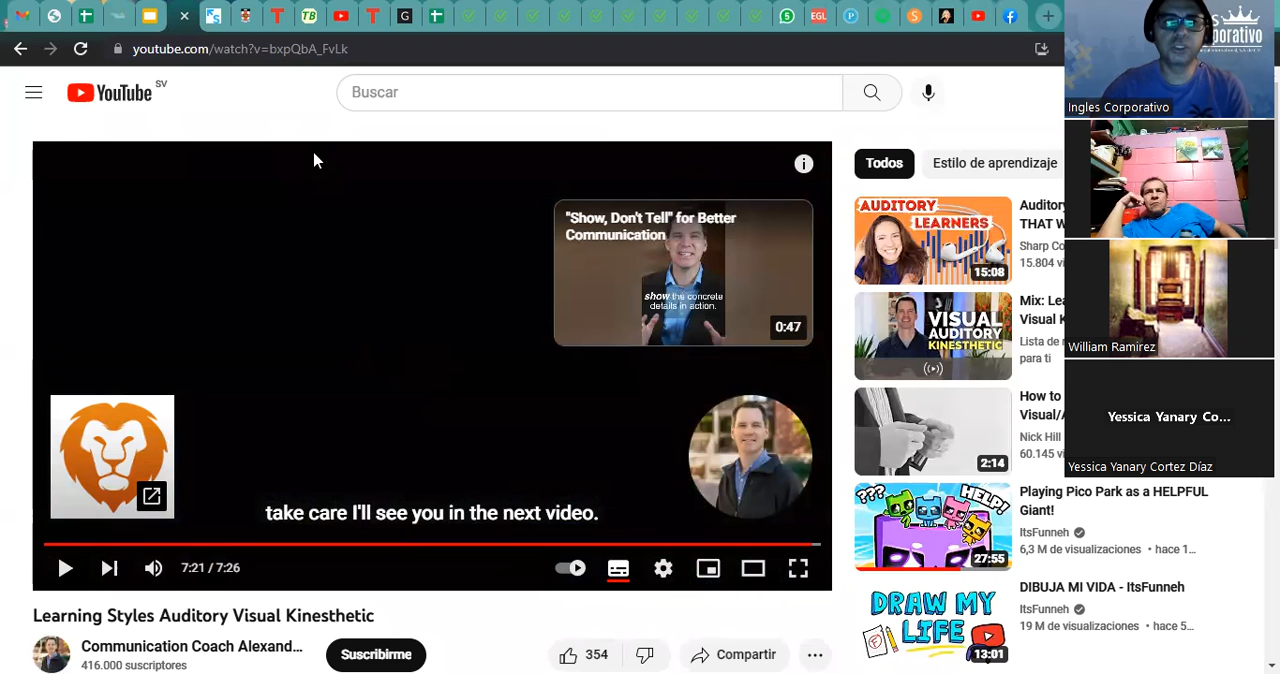 EGL
youtube.com/watch?v=bxpQbA_FvLk
YouTube SV
Buscar
orporativo
Ingles Corporativo
Todos
Estilo de aprendizaje
"Show, Don't Tell" for Better
Communication
show the concrete
details in action.
0:47
take care I'll see you in the next video.
7:21 / 7:26
Learning Styles Auditory Visual Kinesthetic
Communication Coach Alexand...
416.000 suscriptores
Suscribirme
354
Compartir
AUDITORY
LEARNERS
15:08
Auditory
THAT W
Sharp Co
15.804 vi
VISUAL
AUDITORY
KINESTHETIC
Mix: Lea
Visual K
Lista de
para ti
How to
Visual/A
Nick Hill
60.145 vi
2:14
???
HELP!
27:55
Playing Pico Park as a HELPFUL
Giant!
ItsFunneh
6,3 M de visualizaciones • hace 1...
DRAW MY
LIFE
13:01
DIBUJA MI VIDA - ItsFunneh
ItsFunneh
19 M de visualizaciones • hace 5...
William Ramirez
Yessica Yanary Co...
Yessica Yanary Cortez Díaz